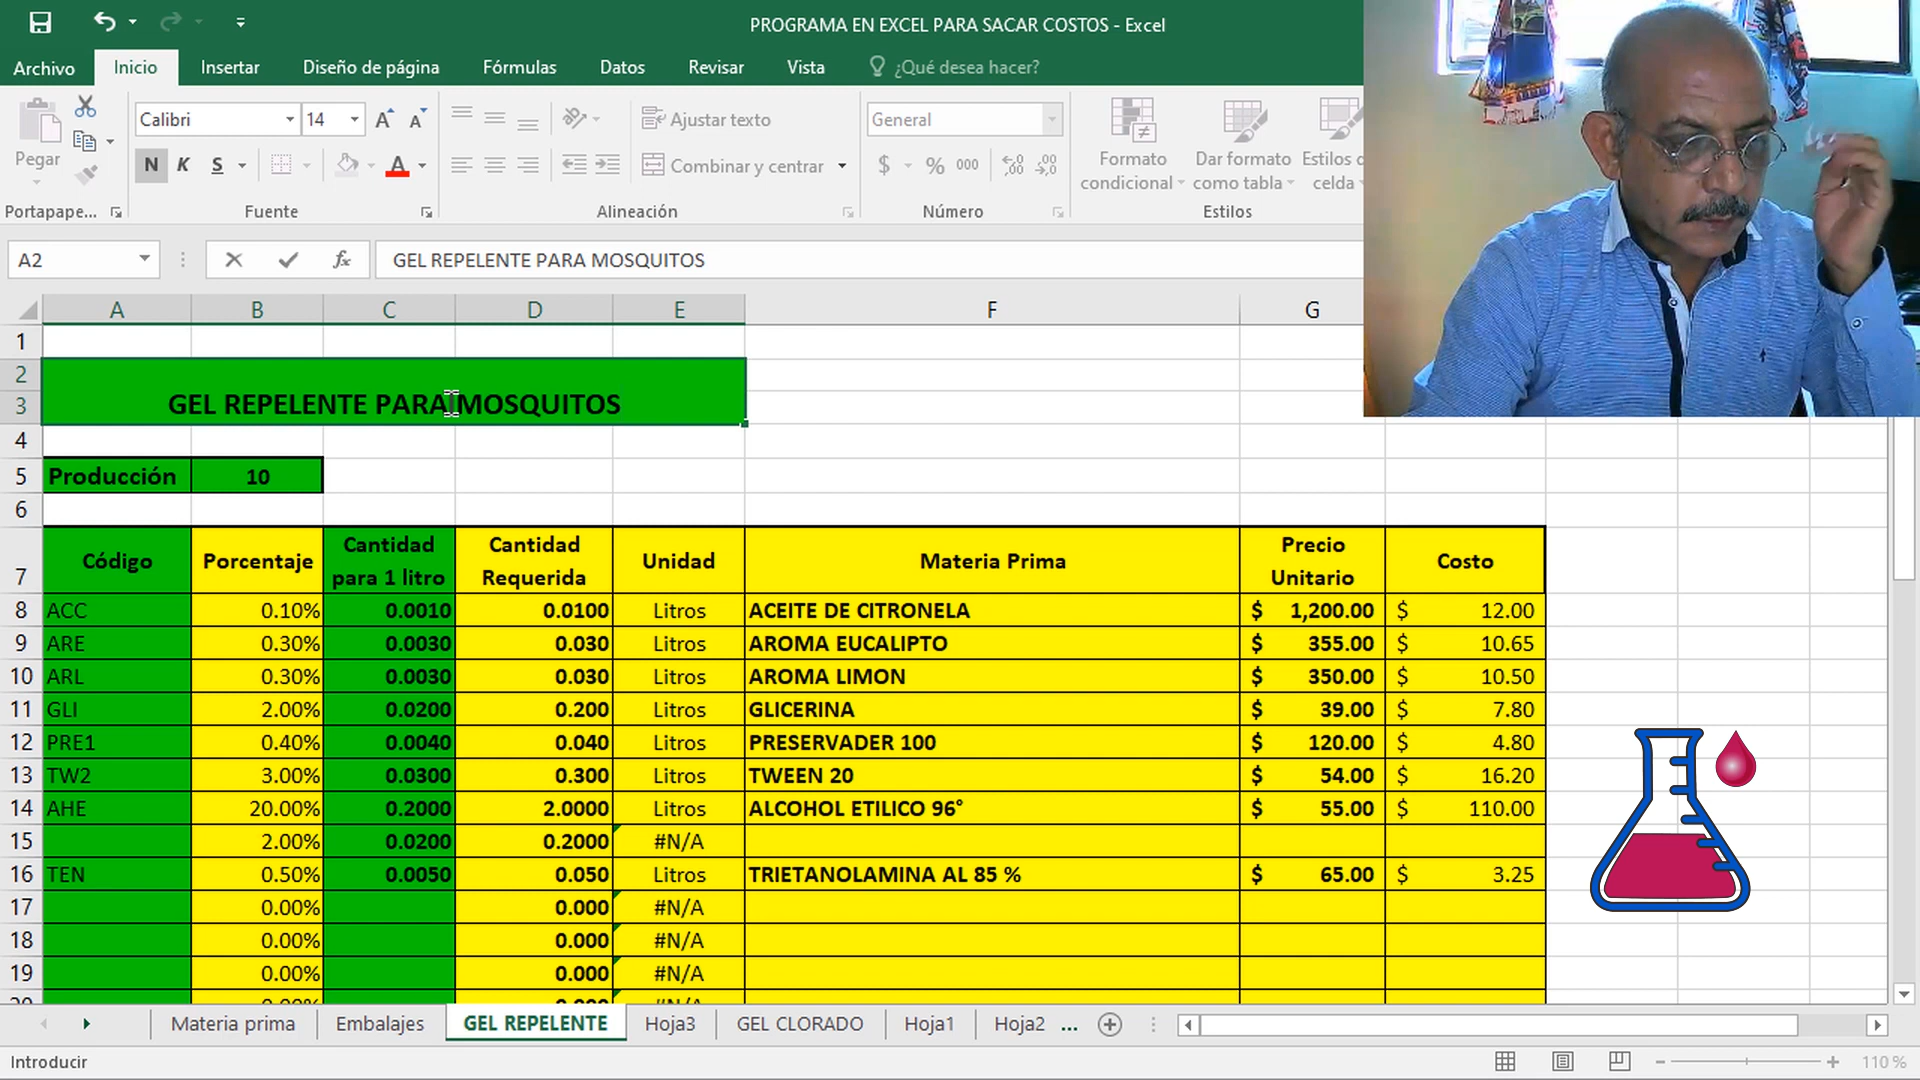 PROGRAMA EN EXCEL PARA SACAR COSTOS - Excel
Archivo Inicio Insertar Diseño de página Fórmulas Datos Revisar Vista ¿Qué desea hacer?
Pegar
Calibri 14
Ajustar texto
General
N K S
Combinar y centrar
$ % 000
Formato condicional
Dar formato como tabla
Estilos
celda
Portapape... Fuente Alineación Número Estilos
A2 fx GEL REPELENTE PARA MOSQUITOS
A B C D E F G
1
2
3 GEL REPELENTE PARA MOSQUITOS
4
5 Producción 10
6
7 Código Porcentaje Cantidad para 1 litro Cantidad Requerida Unidad Materia Prima Precio Unitario Costo
8 ACC 0.10% 0.0010 0.0100 Litros ACEITE DE CITRONELA $ 1,200.00 $ 12.00
9 ARE 0.30% 0.0030 0.030 Litros AROMA EUCALIPTO $ 355.00 $ 10.65
10 ARL 0.30% 0.0030 0.030 Litros AROMA LIMON $ 350.00 $ 10.50
11 GLI 2.00% 0.0200 0.200 Litros GLICERINA $ 39.00 $ 7.80
12 PRE1 0.40% 0.0040 0.040 Litros PRESERVADER 100 $ 120.00 $ 4.80
13 TW2 3.00% 0.0300 0.300 Litros TWEEN 20 $ 54.00 $ 16.20
14 AHE 20.00% 0.2000 2.0000 Litros ALCOHOL ETILICO 96° $ 55.00 $ 110.00
15 2.00% 0.0200 0.2000 #N/A
16 TEN 0.50% 0.0050 0.050 Litros TRIETANOLAMINA AL 85 % $ 65.00 $ 3.25
17 0.00% 0.000 #N/A
18 0.00% 0.000 #N/A
19 0.00% 0.000 #N/A
20 0.00% 0.000 #N/A
Materia prima Embalajes GEL REPELENTE Hoja3 GEL CLORADO Hoja1 Hoja2 ...
Introducir 110 %